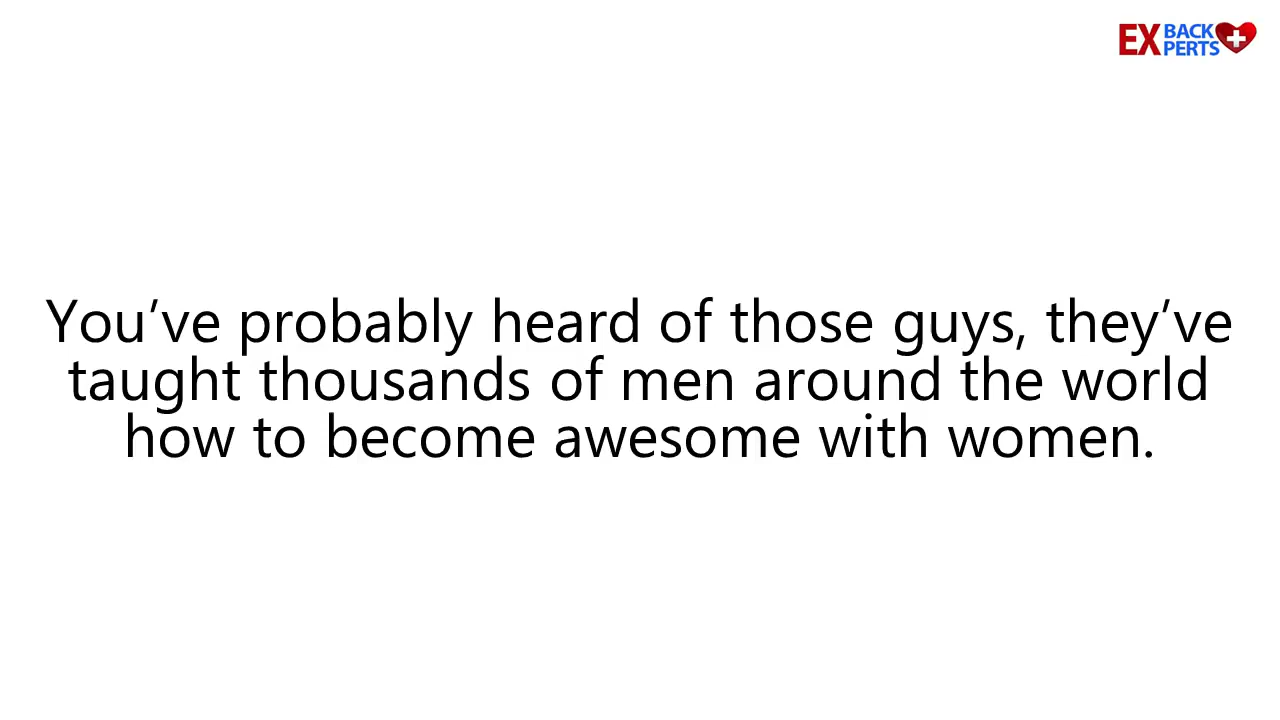 EX BACK
PERTS
You’ve probably heard of those guys, they’ve
taught thousands of men around the world
how to become awesome with women.